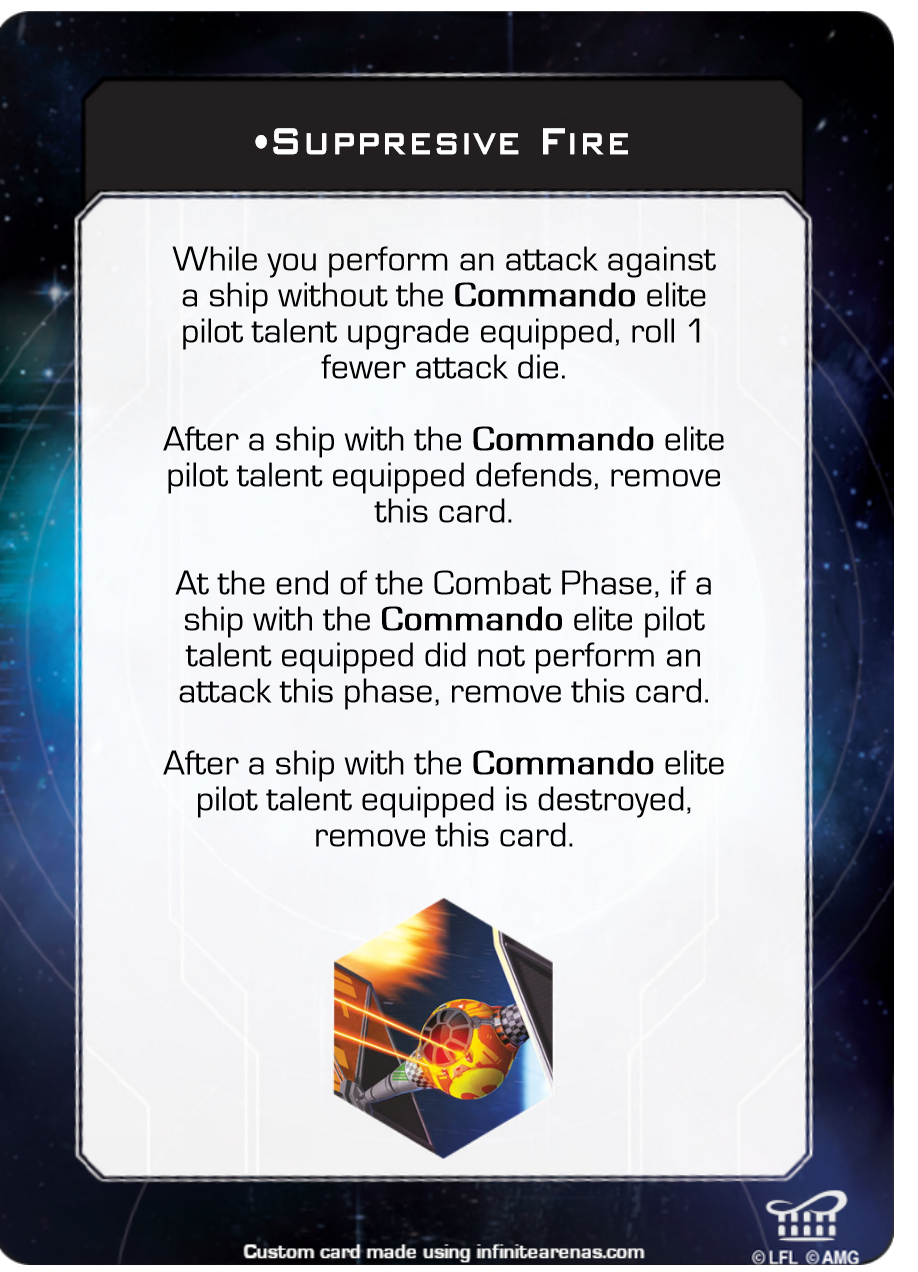 •Suppresive Fire
While you perform an attack against
a ship without the Commando elite
pilot talent upgrade equipped, roll 1
fewer attack die.
After a ship with the Commando elite
pilot talent equipped defends, remove
this card.
At the end of the Combat Phase, if a
ship with the Commando elite pilot
talent equipped did not perform an
attack this phase, remove this card.
After a ship with the Commando elite
pilot talent equipped is destroyed,
remove this card.
Custom card made using infinitearenas.com
© LFL © AMG